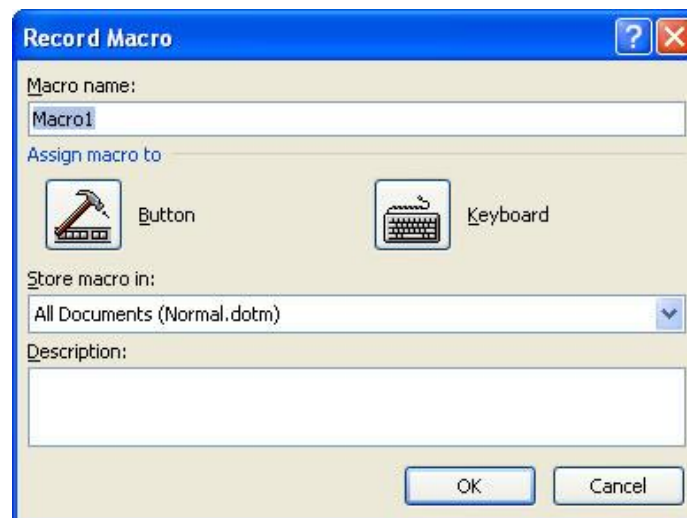 Record Macro
Macro name:
Macro1
Assign macro to
Button Keyboard
Store macro in:
All Documents (Normal.dotm)
Description:
OK Cancel